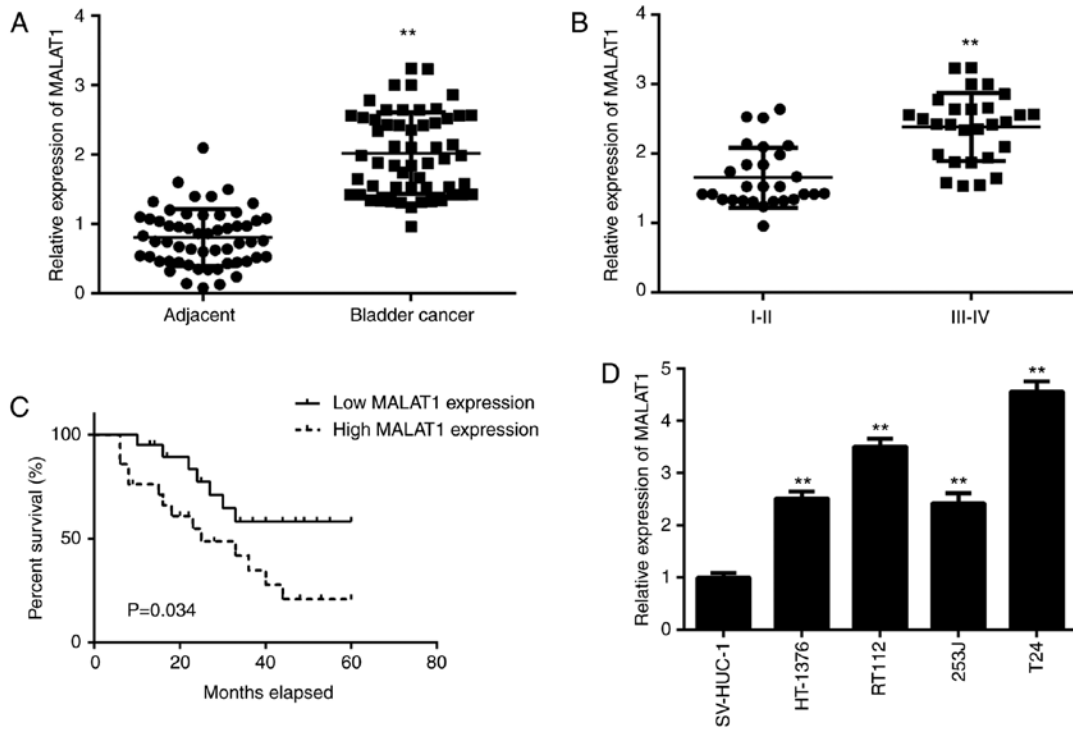 A
Relative expression of MALAT1
4
3
2
1
0
**
Adjacent
Bladder cancer
B
Relative expression of MALAT1
4
3
2
1
0
**
I-II
III-IV
C
Low MALAT1 expression
High MALAT1 expression
Percent survival (%)
100
50
0
P=0.034
0
20
40
60
80
Months elapsed
D
Relative expression of MALAT1
5
4
3
2
1
0
**
**
**
**
SV-HUC-1
HT-1376
RT112
253J
T24